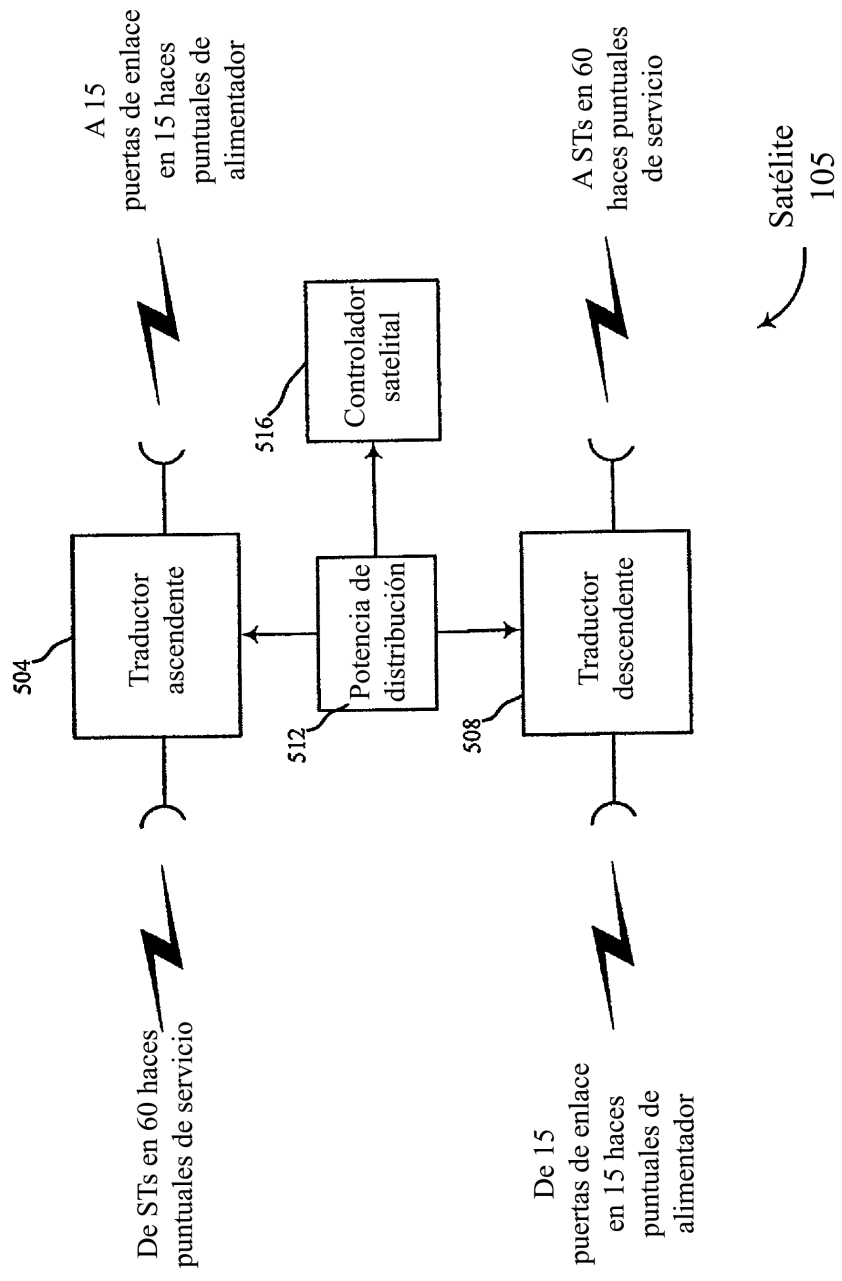 De STs en 60 haces
puntuales de servicio
504
Traductor
ascendente
A 15
puertas de enlace
en 15 haces
puntuales de
alimentador
512
Potencia de
distribución
516
Controlador
satelital
De 15
puertas de enlace
en 15 haces
puntuales de
alimentador
508
Traductor
descendente
A STs en 60
haces puntuales
de servicio
Satélite
105